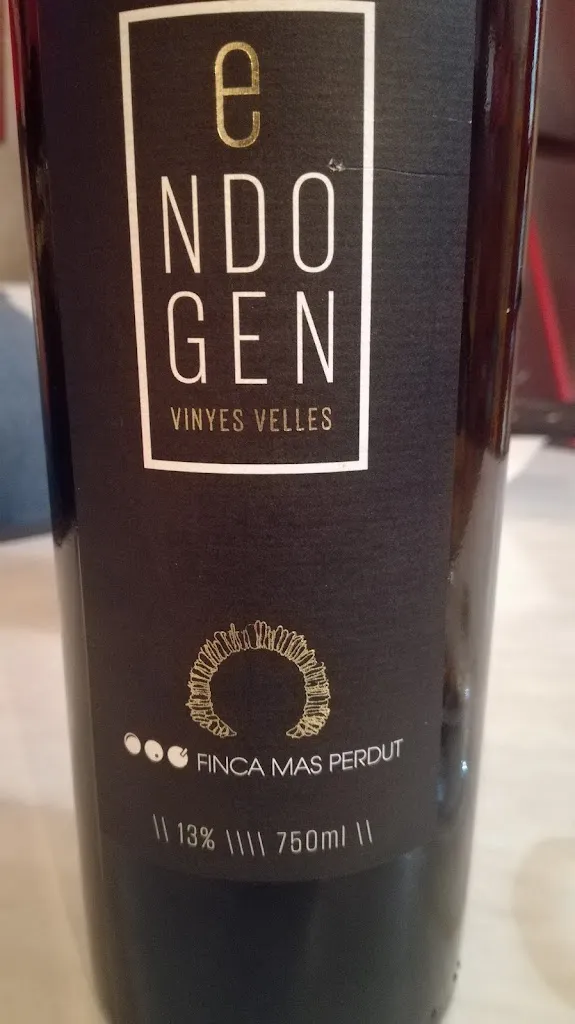 e
NDO
GEN
VINYES VELLES
FINCA MAS PERDUT
\\ 13% \\\\ 750ml \\